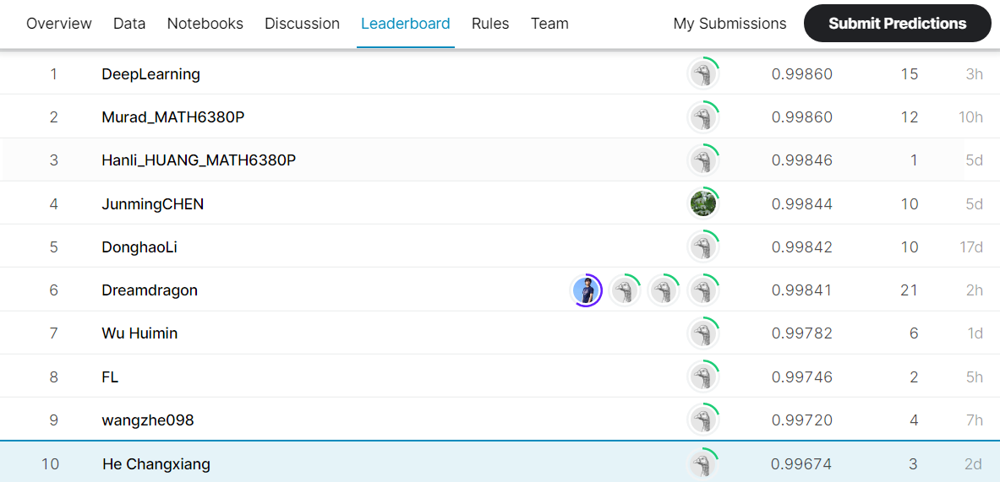 Overview Data Notebooks Discussion Leaderboard Rules Team My Submissions Submit Predictions
1 DeepLearning 0.99860 15 3h
2 Murad_MATH6380P 0.99860 12 10h
3 Hanli_HUANG_MATH6380P 0.99846 1 5d
4 JunmingCHEN 0.99844 10 5d
5 DonghaoLi 0.99842 10 17d
6 Dreamdragon 0.99841 21 2h
7 Wu Huimin 0.99782 6 1d
8 FL 0.99746 2 5h
9 wangzhe098 0.99720 4 7h
10 He Changxiang 0.99674 3 2d